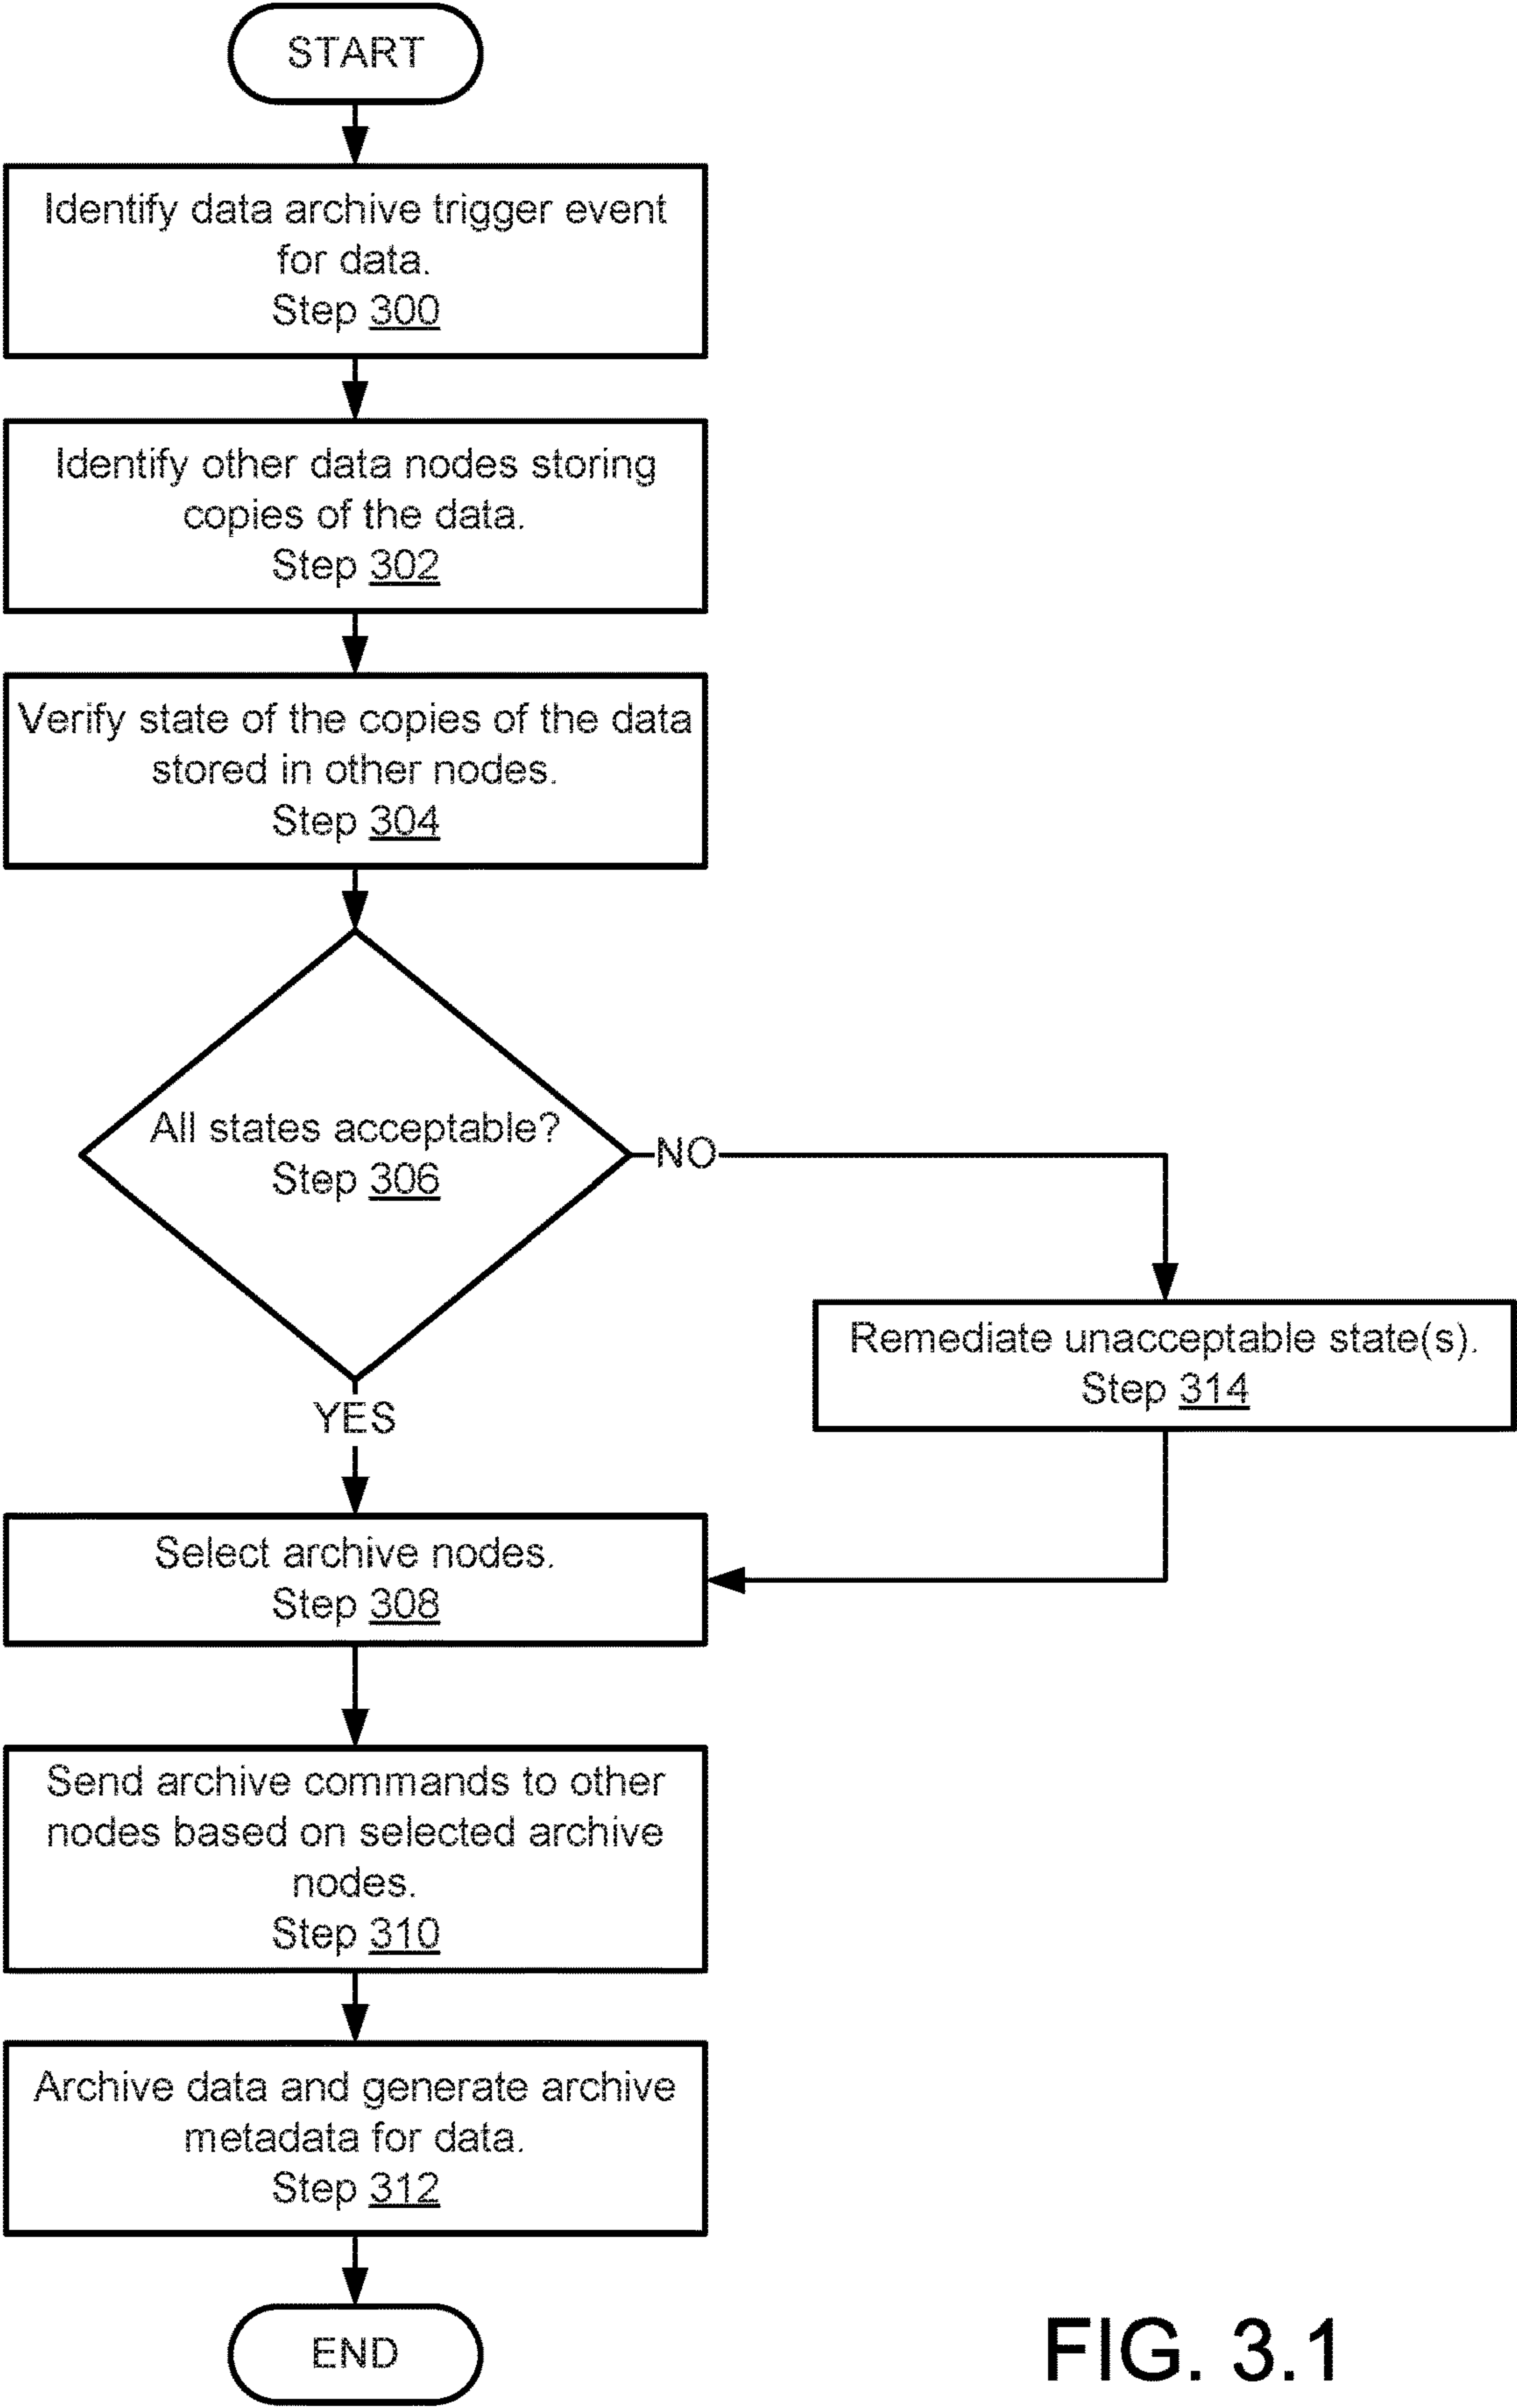 START
Identify data archive trigger event
for data.
Step 300
Identify other data nodes storing
copies of the data.
Step 302
Verify state of the copies of the data
stored in other nodes.
Step 304
All states acceptable?
Step 306
NO
Remediate unacceptable state(s).
Step 314
YES
Select archive nodes.
Step 308
Send archive commands to other
nodes based on selected archive
nodes.
Step 310
Archive data and generate archive
metadata for data.
Step 312
END
FIG. 3.1